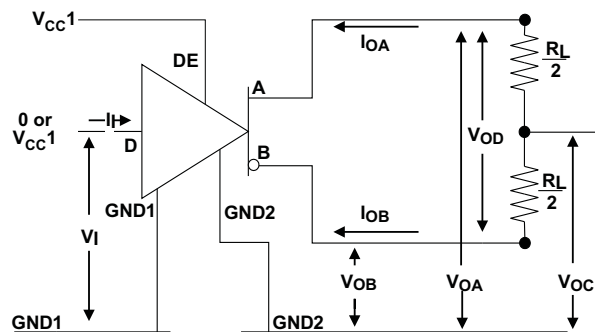 VCC1
DE
A
IOA
RL
2
0 or
VCC1
II
D
B
VOD
GND1
GND2
IOB
RL
2
VI
VOB
VOA
VOC
GND1
GND2